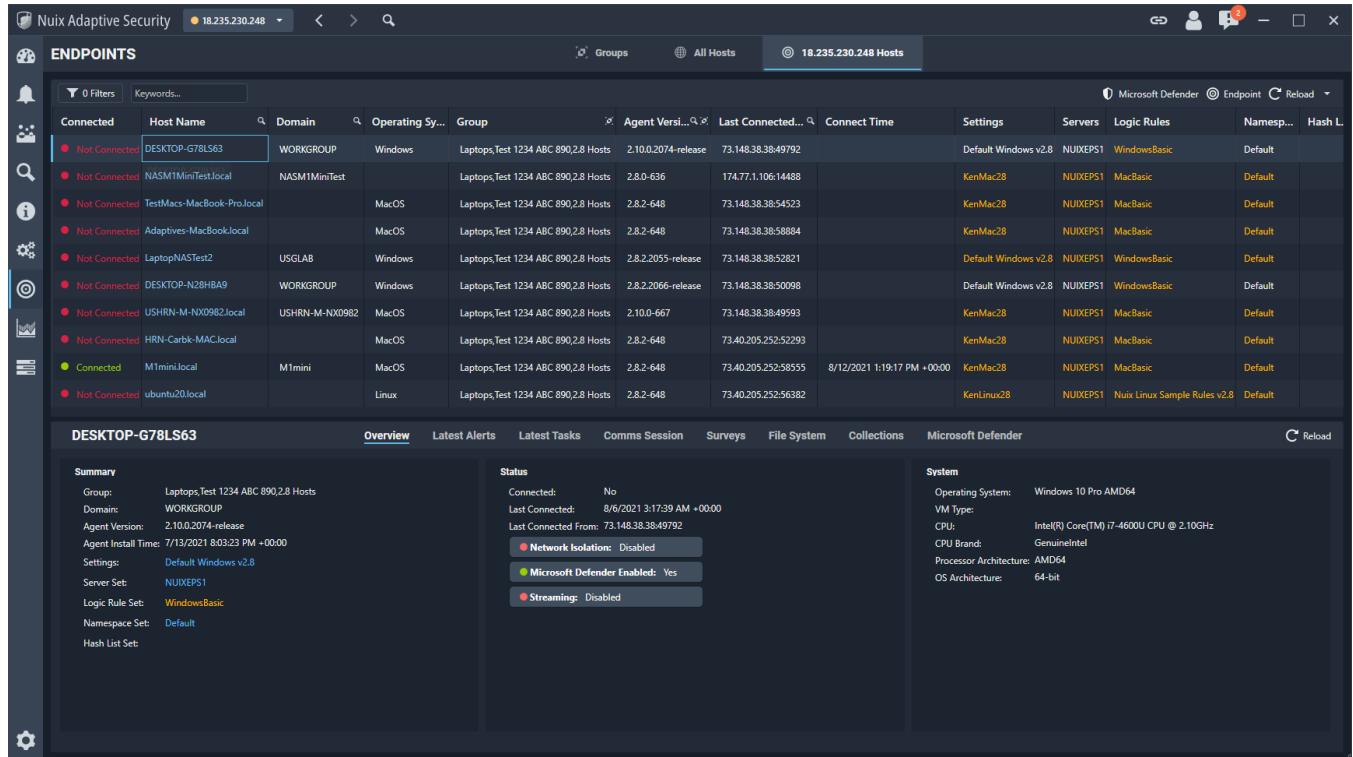 Nuix Adaptive Security 18.235.230.248 2
ENDPOINTS Groups All Hosts 18.235.230.248 Hosts
0 Filters Keywords... Microsoft Defender Endpoint Reload
Connected Host Name Domain Operating Sy... Group Agent Versi... Last Connected... Connect Time Settings Servers Logic Rules Namesp... Hash L.
Not Connected DESKTOP-G78LS63 WORKGROUP Windows Laptops,Test 1234 ABC 890,2.8 Hosts 2.10.0.2074-release 73.148.38.38:49792 Default Windows v2.8 NUIXEPS1 WindowsBasic Default
Not Connected NASM1MiniTest.local NASM1MiniTest Laptops,Test 1234 ABC 890,2.8 Hosts 2.8.0-636 174.77.1.106:14488 KenMac28 NUIXEPS1 MacBasic Default
Not Connected TestMacs-MacBook-Pro.local MacOS Laptops,Test 1234 ABC 890,2.8 Hosts 2.8.2-648 73.148.38.38:54523 KenMac28 NUIXEPS1 MacBasic Default
Not Connected Adaptives-MacBook.local MacOS Laptops,Test 1234 ABC 890,2.8 Hosts 2.8.2-648 73.148.38.38:58884 KenMac28 NUIXEPS1 MacBasic Default
Not Connected LaptopNASTest2 USGLAB Windows Laptops,Test 1234 ABC 890,2.8 Hosts 2.8.2.2055-release 73.148.38.38:52821 Default Windows v2.8 NUIXEPS1 WindowsBasic Default
Not Connected DESKTOP-N28HBA9 WORKGROUP Windows Laptops,Test 1234 ABC 890,2.8 Hosts 2.8.2.2066-release 73.148.38.38:50098 Default Windows v2.8 NUIXEPS1 WindowsBasic Default
Not Connected USHRN-M-NX0982.local USHRN-M-NX0982 MacOS Laptops,Test 1234 ABC 890,2.8 Hosts 2.10.0-667 73.148.38.38:49593 KenMac28 NUIXEPS1 MacBasic Default
Not Connected HRN-Carbk-MAC.local MacOS Laptops,Test 1234 ABC 890,2.8 Hosts 2.8.2-648 73.40.205.252:52293 KenMac28 NUIXEPS1 MacBasic Default
Connected M1mini.local M1mini MacOS Laptops,Test 1234 ABC 890,2.8 Hosts 2.8.2-648 73.40.205.252:58555 8/12/2021 1:19:17 PM +00:00 KenMac28 NUIXEPS1 MacBasic Default
Not Connected ubuntu20.local Linux Laptops,Test 1234 ABC 890,2.8 Hosts 2.8.2-648 73.40.205.252:56382 KenLinux28 NUIXEPS1 Nuix Linux Sample Rules v2.8 Default
DESKTOP-G78LS63 Overview Latest Alerts Latest Tasks Comms Session Surveys File System Collections Microsoft Defender Reload
Summary
Group: Laptops,Test 1234 ABC 890,2.8 Hosts
Domain: WORKGROUP
Agent Version: 2.10.0.2074-release
Agent Install Time: 7/13/2021 8:03:23 PM +00:00
Settings: Default Windows v2.8
Server Set: NUIXEPS1
Logic Rule Set: WindowsBasic
Namespace Set: Default
Hash List Set:
Status
Connected: No
Last Connected: 8/6/2021 3:17:39 AM +00:00
Last Connected From: 73.148.38.38:49792
Network Isolation: Disabled
Microsoft Defender Enabled: Yes
Streaming: Disabled
System
Operating System: Windows 10 Pro AMD64
VM Type:
CPU: Intel(R) Core(TM) i7-4600U CPU @ 2.10GHz
CPU Brand: GenuineIntel
Processor Architecture: AMD64
OS Architecture: 64-bit